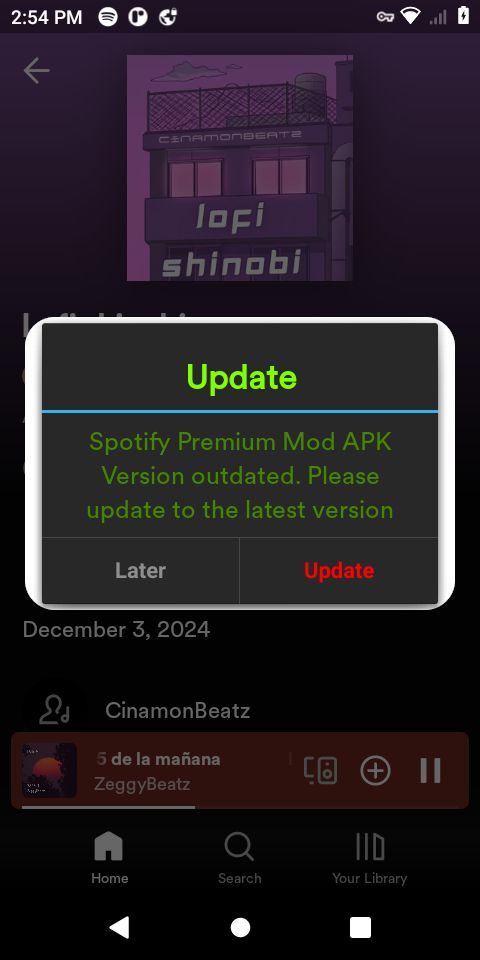 2:54 PM
CINAMONBEATZ
lofi
shinobi
Update
Spotify Premium Mod APK
Version outdated. Please
update to the latest version
Later
Update
December 3, 2024
CinamonBeatz
5 de la mañana
ZeggyBeatz
Home
Search
Your Library